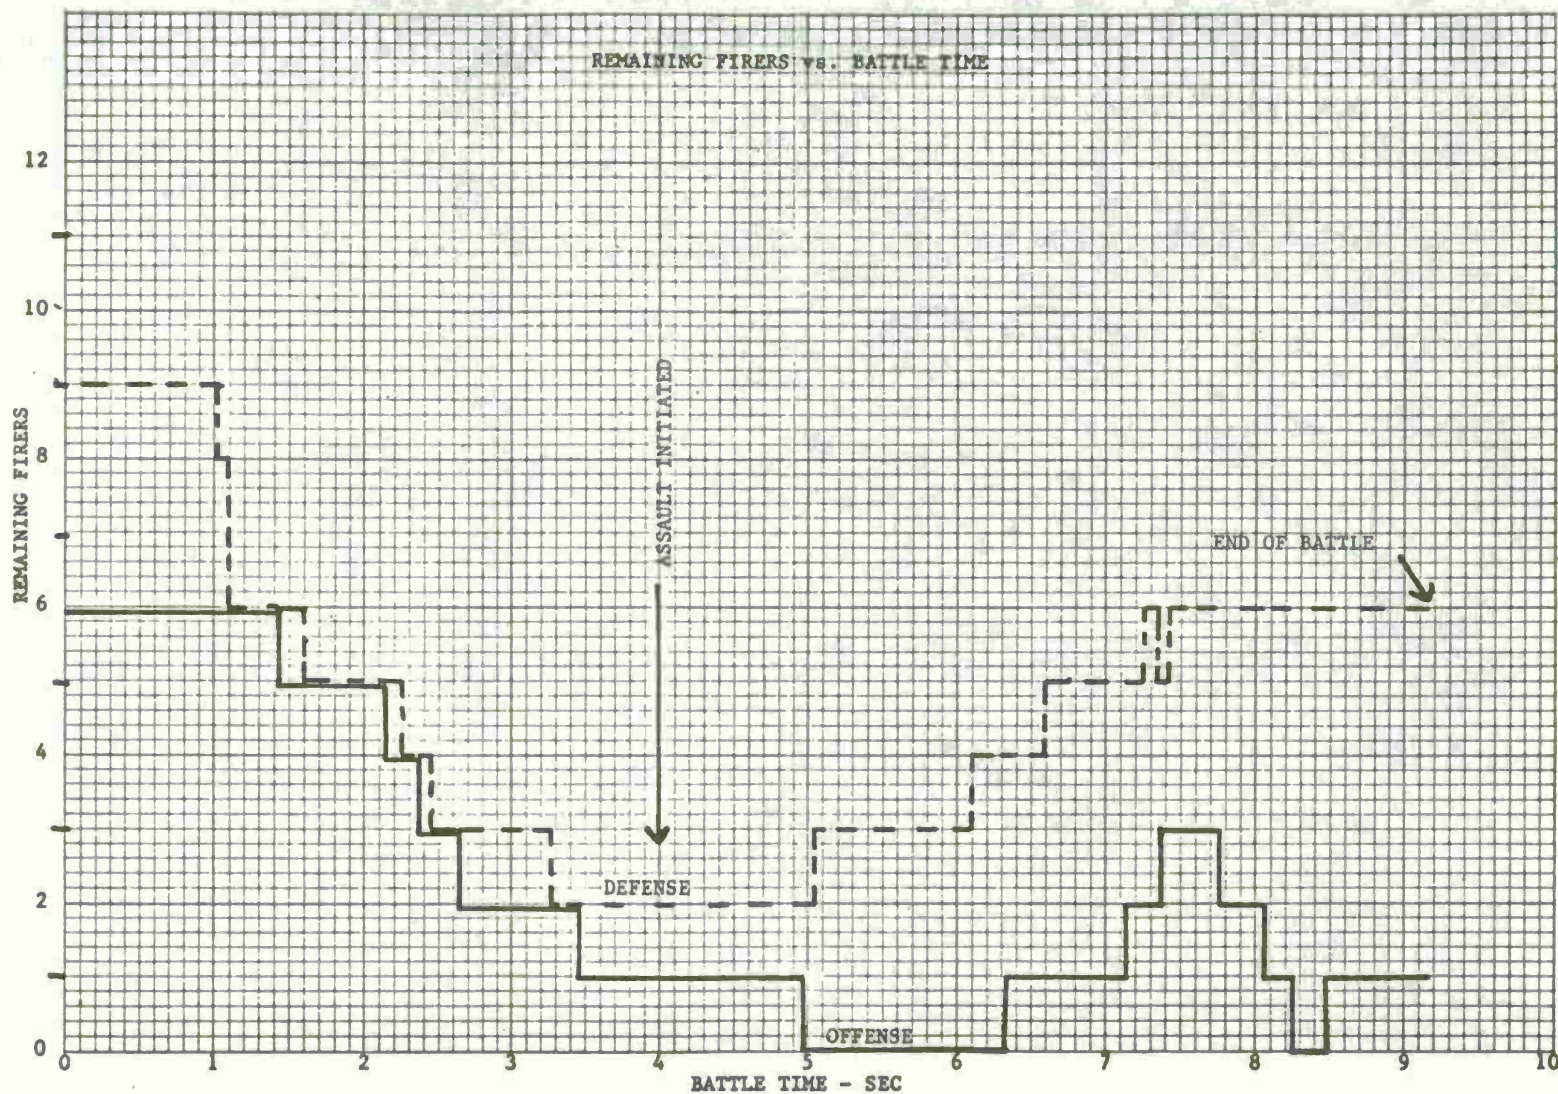 REMAINING FIRERS vs. BATTLE TIME
12
10
8
6
4
2
0
REMAINING FIRERS
ASSAULT INITIATED
END OF BATTLE
DEFENSE
OFFENSE
0 1 2 3 4 5 6 7 8 9 10
BATTLE TIME - SEC